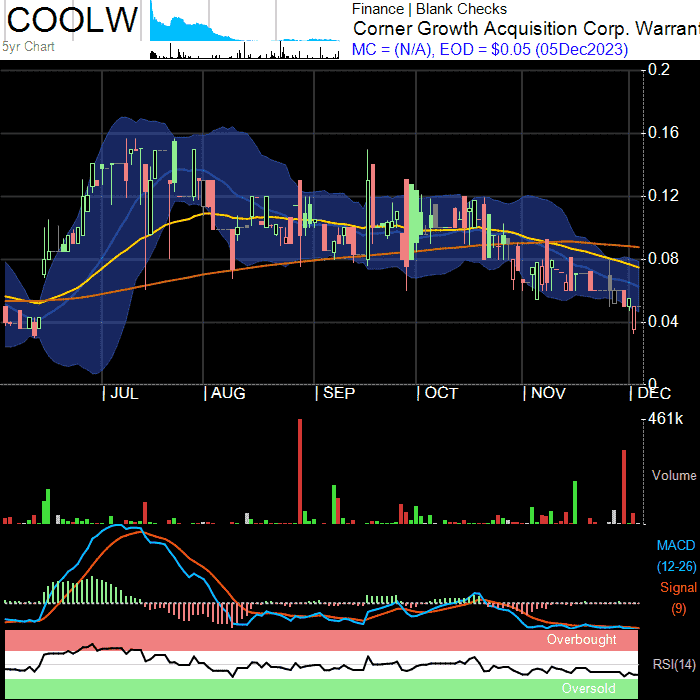 COOLW
5yr Chart
Finance | Blank Checks
Corner Growth Acquisition Corp. Warrant
MC = (N/A), EOD = $0.05 (05Dec2023)
0.2
0.16
0.12
0.08
0.04
0
JUL AUG SEP OCT NOV DEC
461k
Volume
MACD
(12-26)
Signal
(9)
Overbought
RSI(14)
Oversold